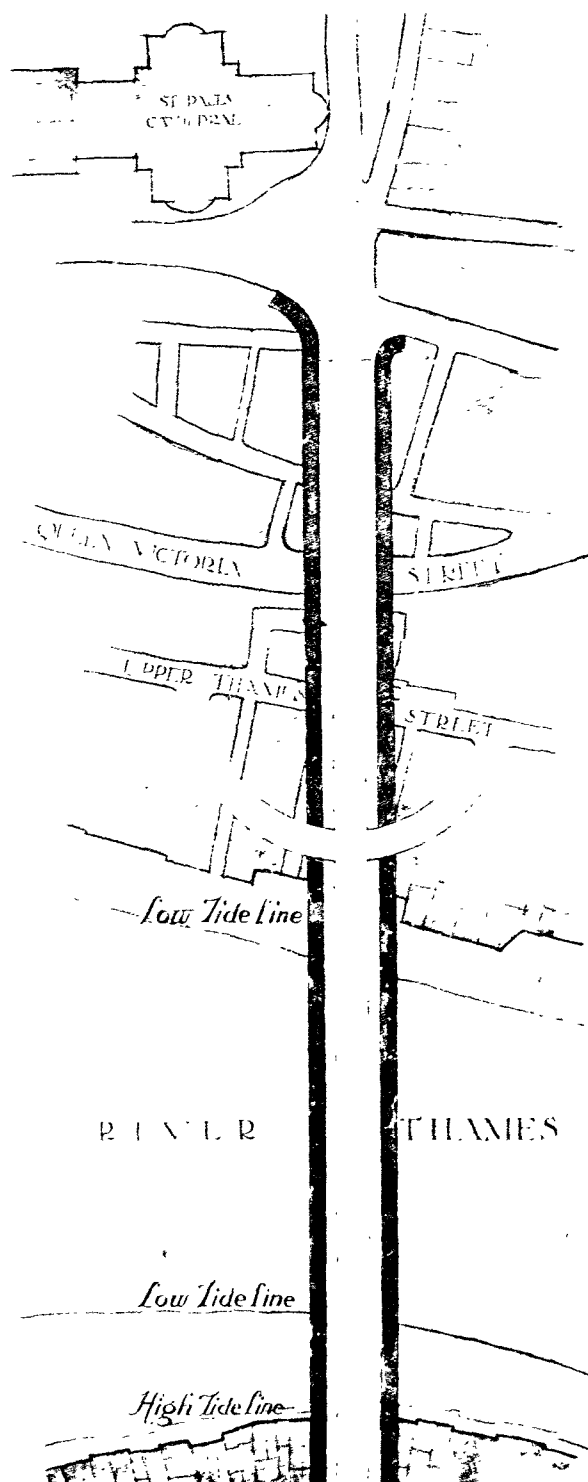 ST PAULS
CATHEDRAL
QUEEN VICTORIA STREET
UPPER THAMES STREET
Low Tide Line
RIVER THAMES
Low Tide Line
High Tide Line